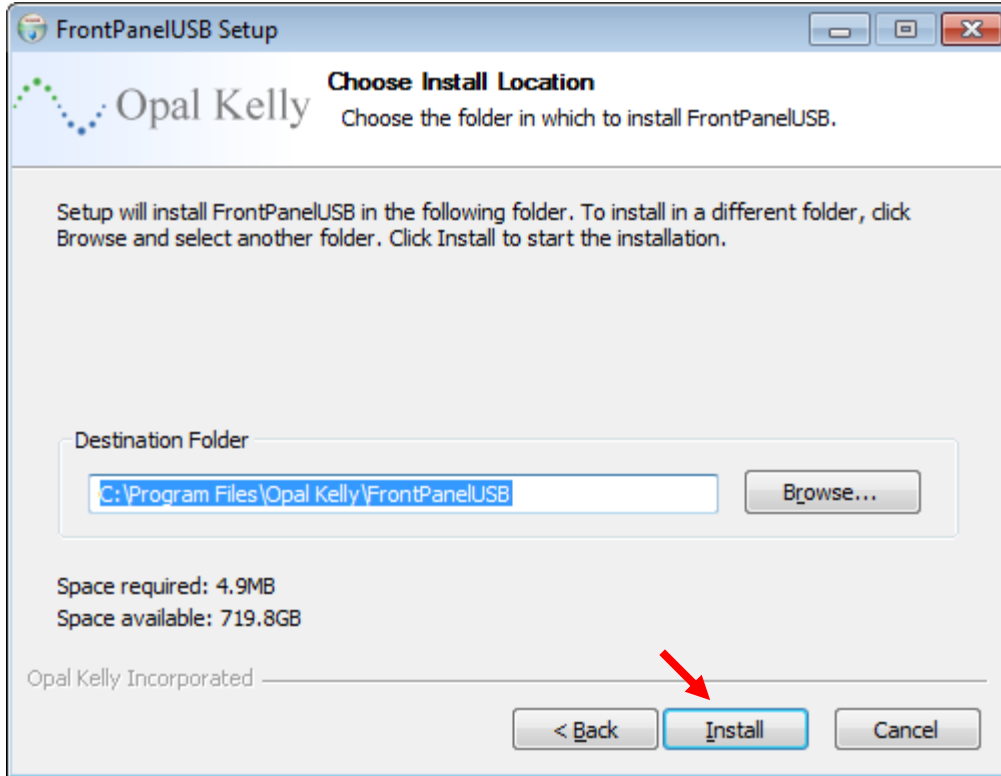 FrontPanelUSB Setup
Opal Kelly
Choose Install Location
Choose the folder in which to install FrontPanelUSB.
Setup will install FrontPanelUSB in the following folder. To install in a different folder, click
Browse and select another folder. Click Install to start the installation.
Destination Folder
C:\Program Files\Opal Kelly\FrontPanelUSB
Browse...
Space required: 4.9MB
Space available: 719.8GB
Opal Kelly Incorporated
< Back Install Cancel